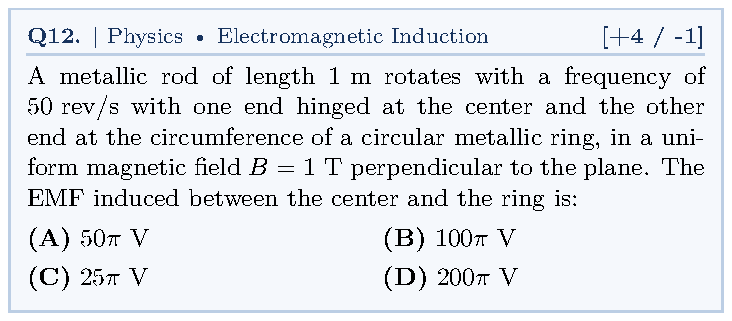 Q12. | Physics • Electromagnetic Induction [+4 / -1]
A metallic rod of length 1 m rotates with a frequency of
50 rev/s with one end hinged at the center and the other
end at the circumference of a circular metallic ring, in a uni-
form magnetic field B = 1 T perpendicular to the plane. The
EMF induced between the center and the ring is:
(A) 50π V (B) 100π V
(C) 25π V (D) 200π V